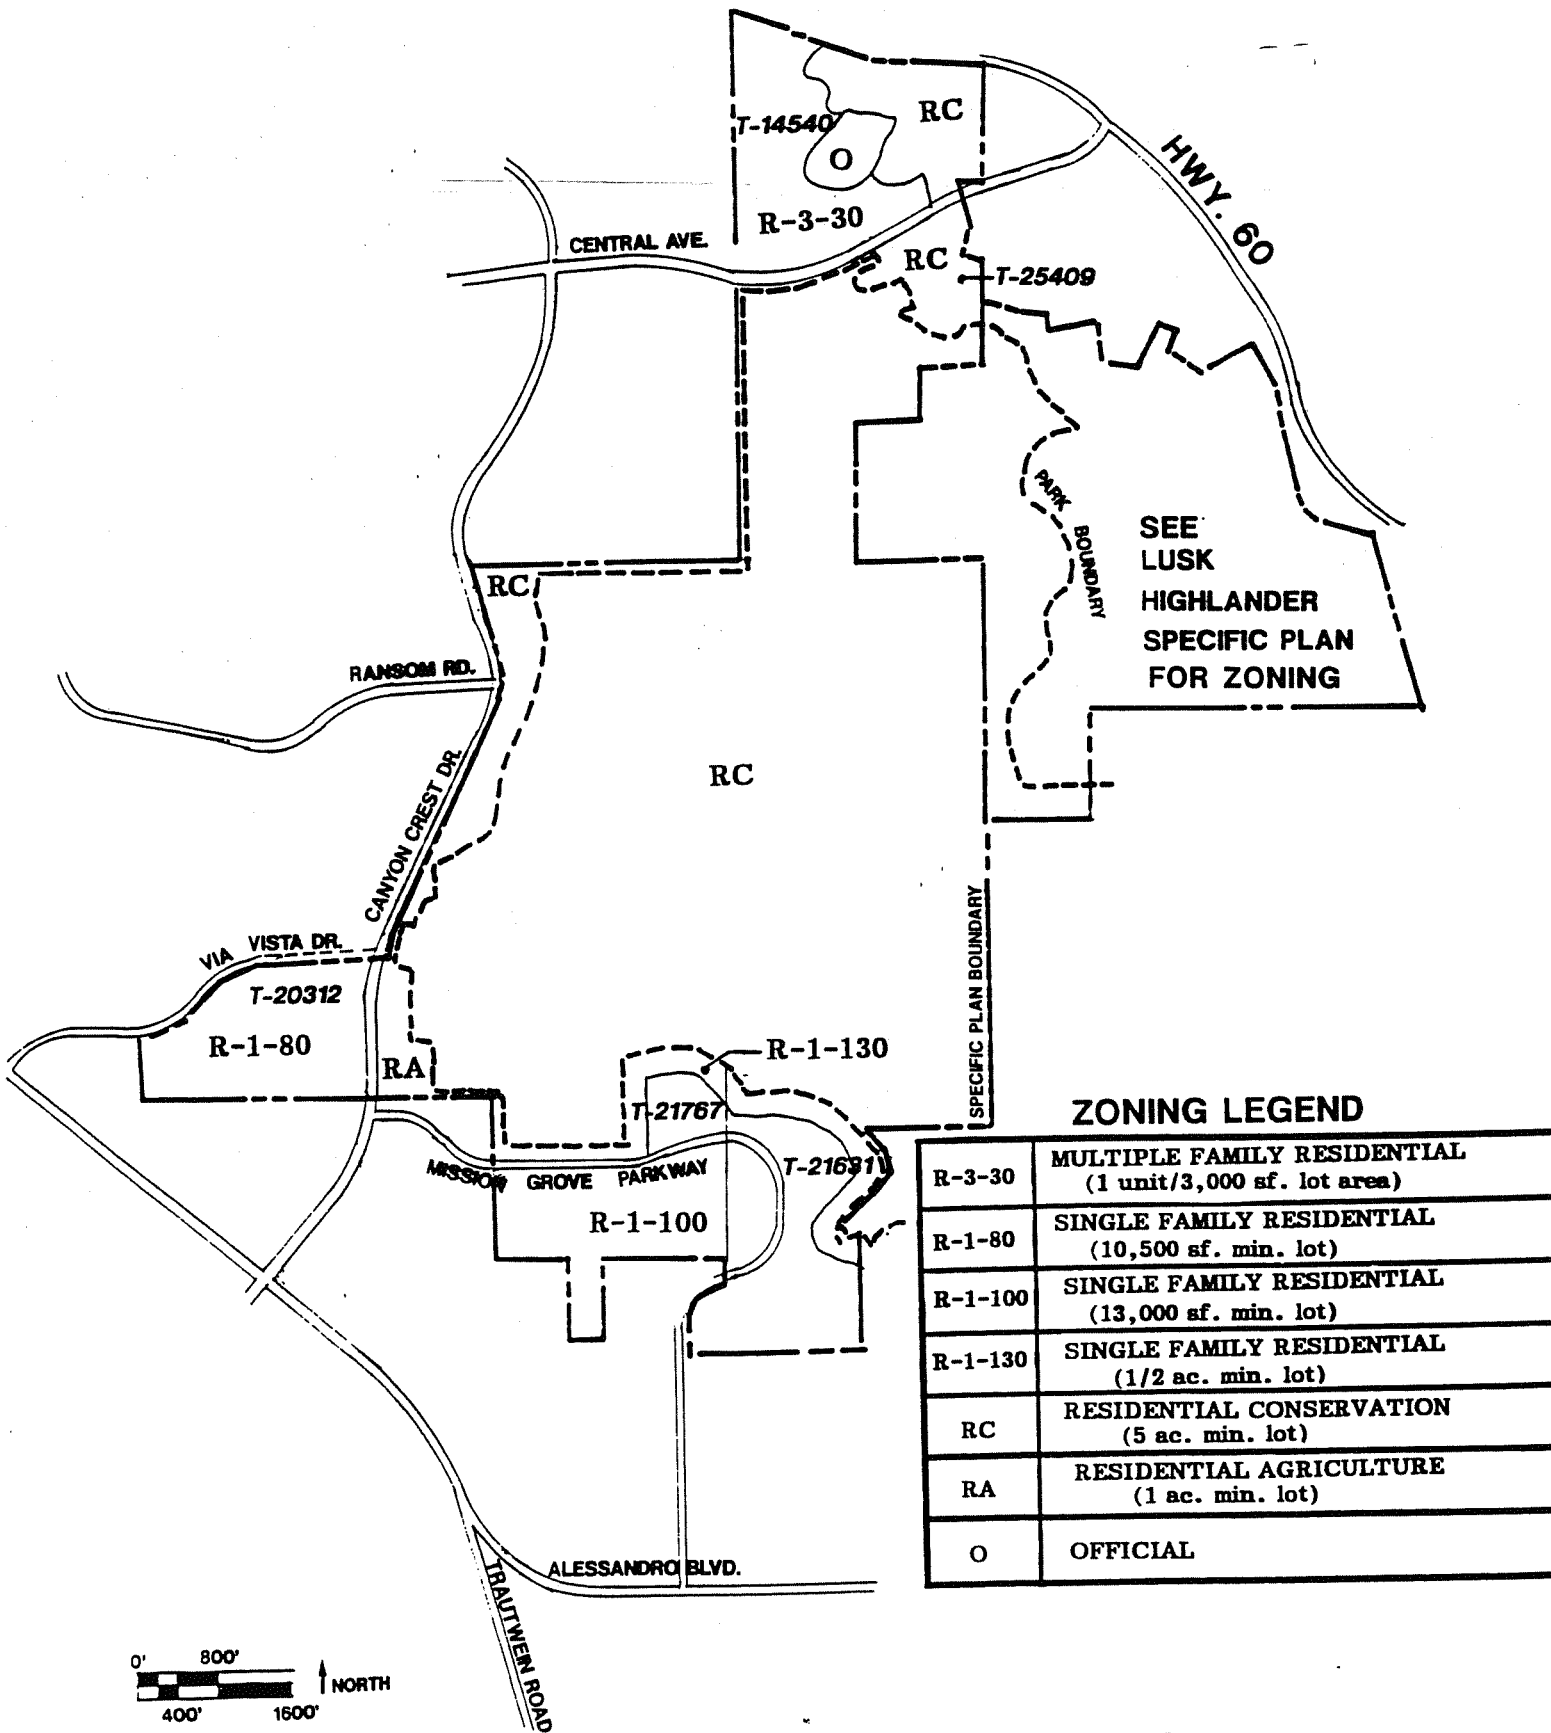 RC
T-14540
O
HWY. 60
R-3-30
CENTRAL AVE.
RC
T-25409
PARK BOUNDARY
SEE
LUSK
HIGHLANDER
SPECIFIC PLAN
FOR ZONING
RC
RANSOM RD.
RC
CANYON CREST DR.
SPECIFIC PLAN BOUNDARY
VIA VISTA DR.
T-20312
R-1-80
RA
R-1-130
T-21767
T-21631
MISSION GROVE PARKWAY
R-1-100
ZONING LEGEND
R-3-30
MULTIPLE FAMILY RESIDENTIAL
(1 unit/3,000 sf. lot area)
R-1-80
SINGLE FAMILY RESIDENTIAL
(10,500 sf. min. lot)
R-1-100
SINGLE FAMILY RESIDENTIAL
(13,000 sf. min. lot)
R-1-130
SINGLE FAMILY RESIDENTIAL
(1/2 ac. min. lot)
RC
RESIDENTIAL CONSERVATION
(5 ac. min. lot)
RA
RESIDENTIAL AGRICULTURE
(1 ac. min. lot)
O
OFFICIAL
ALESSANDRO BLVD.
TRAUTWEIN ROAD
0' 800'
NORTH
400' 1600'